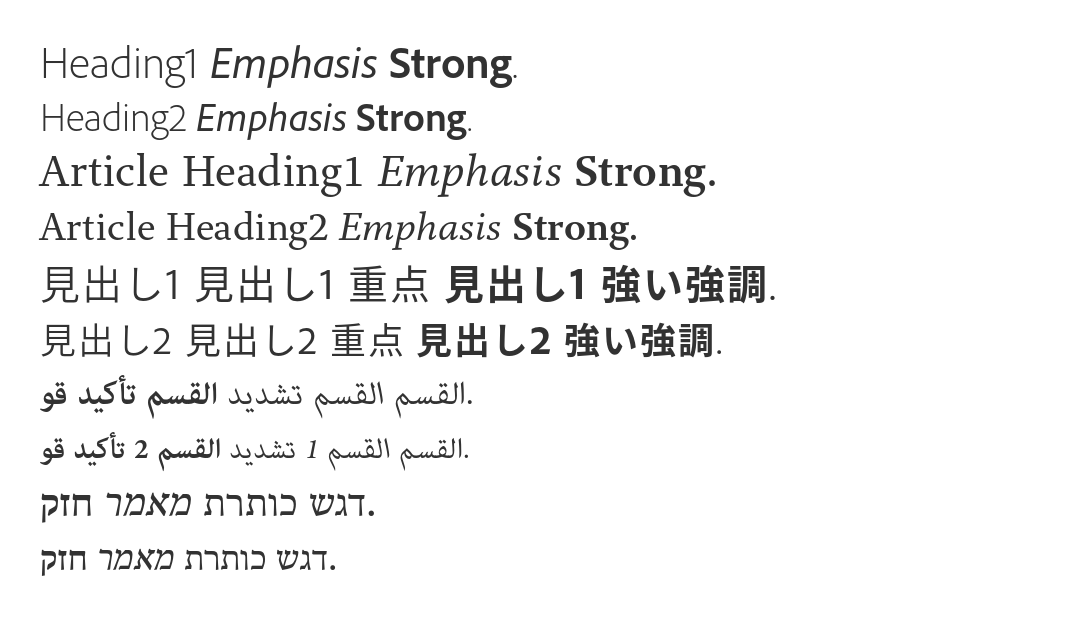 Heading1 Emphasis Strong.
Heading2 Emphasis Strong.
Article Heading1 Emphasis Strong.
Article Heading2 Emphasis Strong.
見出し1 見出し1 重点 見出し1 強い強調.
見出し2 見出し2 重点 見出し2 強い強調.
القسم القسم تشديد القسم تأكيد قو.
القسم القسم 1 تشديد القسم 2 تأكيد قو.
דגש כותרת מאמר חזק.
דגש כותרת מאמר חזק.